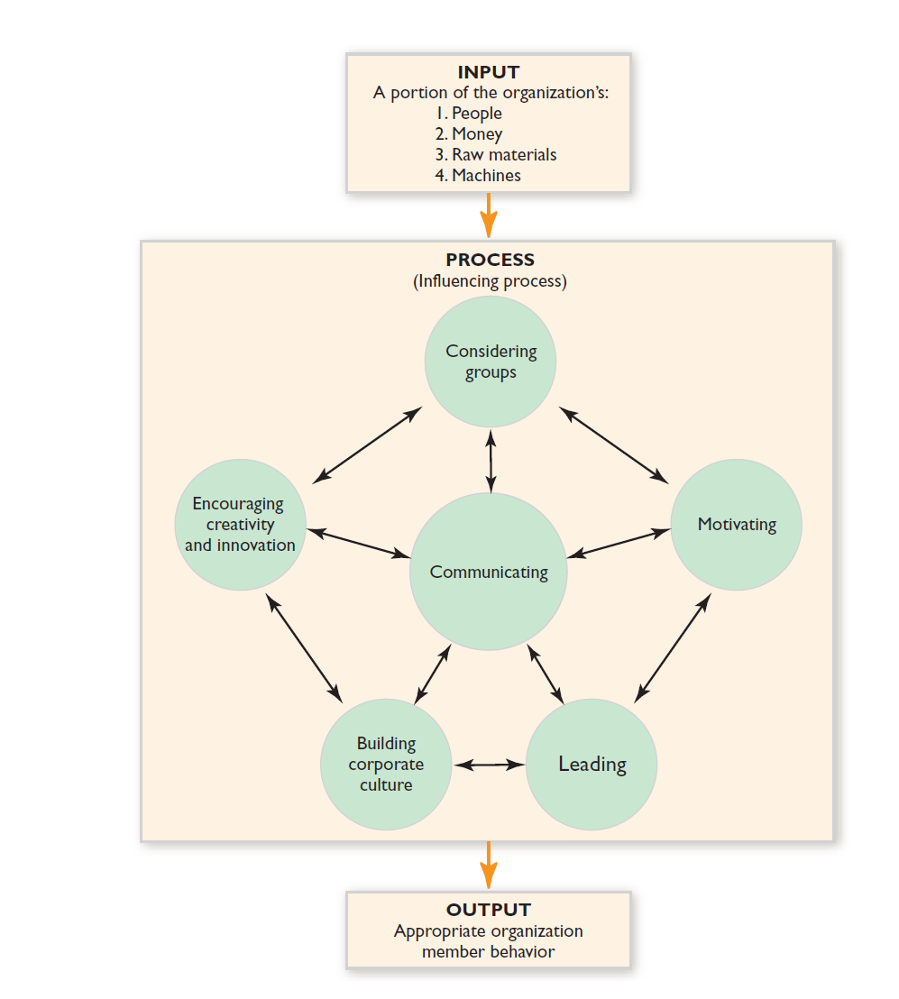 INPUT
A portion of the organization's:
1. People
2. Money
3. Raw materials
4. Machines
PROCESS
(Influencing process)
Considering
groups
Encouraging
creativity
and innovation
Motivating
Communicating
Building
corporate
culture
Leading
OUTPUT
Appropriate organization
member behavior